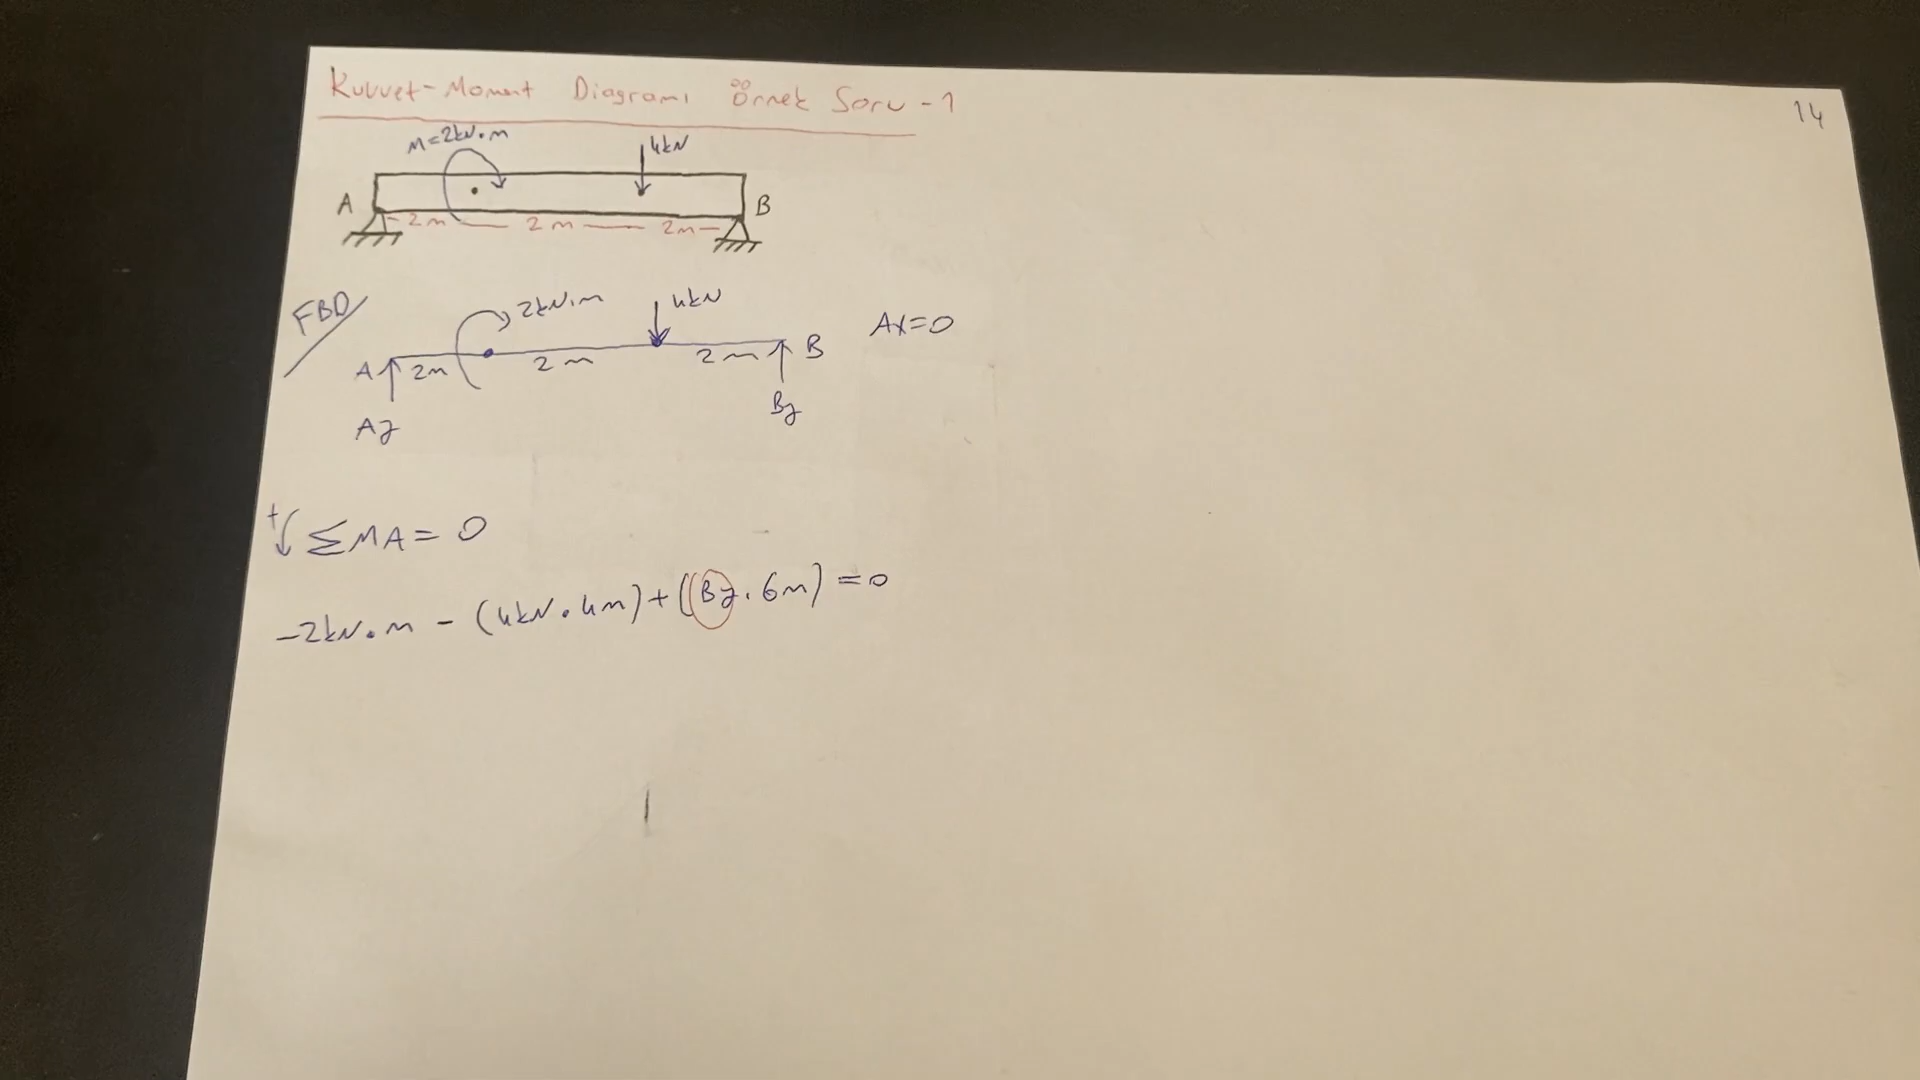 Kuvvet-Moment Diagramı Örnek Soru-1
14
M=2kN.m
4kN
A
B
2m 2m 2m
FBD
2kN.m
4kN
Ax=0
A 2m 2m 2m B
By
Ay
+ ΣMA = 0
-2kN.m - (4kN.4m) + (By.6m) = 0